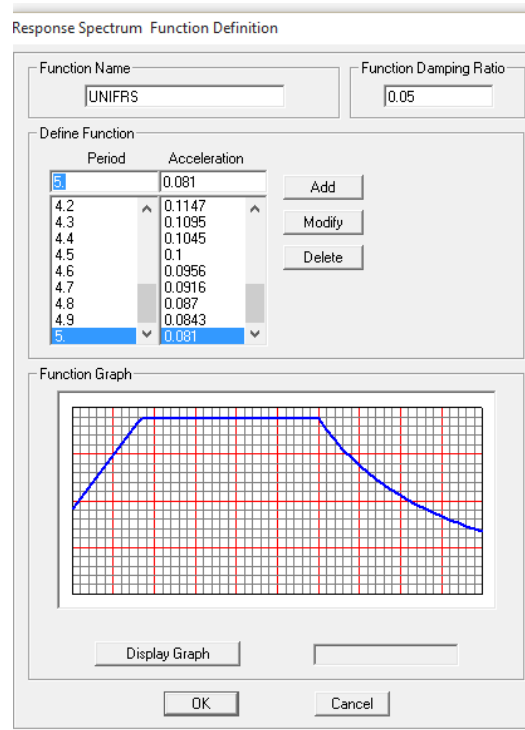 Response Spectrum Function Definition
Function Name
UNIFRS
Function Damping Ratio
0.05
Define Function
Period Acceleration
5. 0.081
Add
4.2 0.1147
4.3 0.1095
Modify
4.4 0.1045
4.5 0.1
Delete
4.6 0.0956
4.7 0.0916
4.8 0.087
4.9 0.0843
5. 0.081
Function Graph
Display Graph
OK Cancel